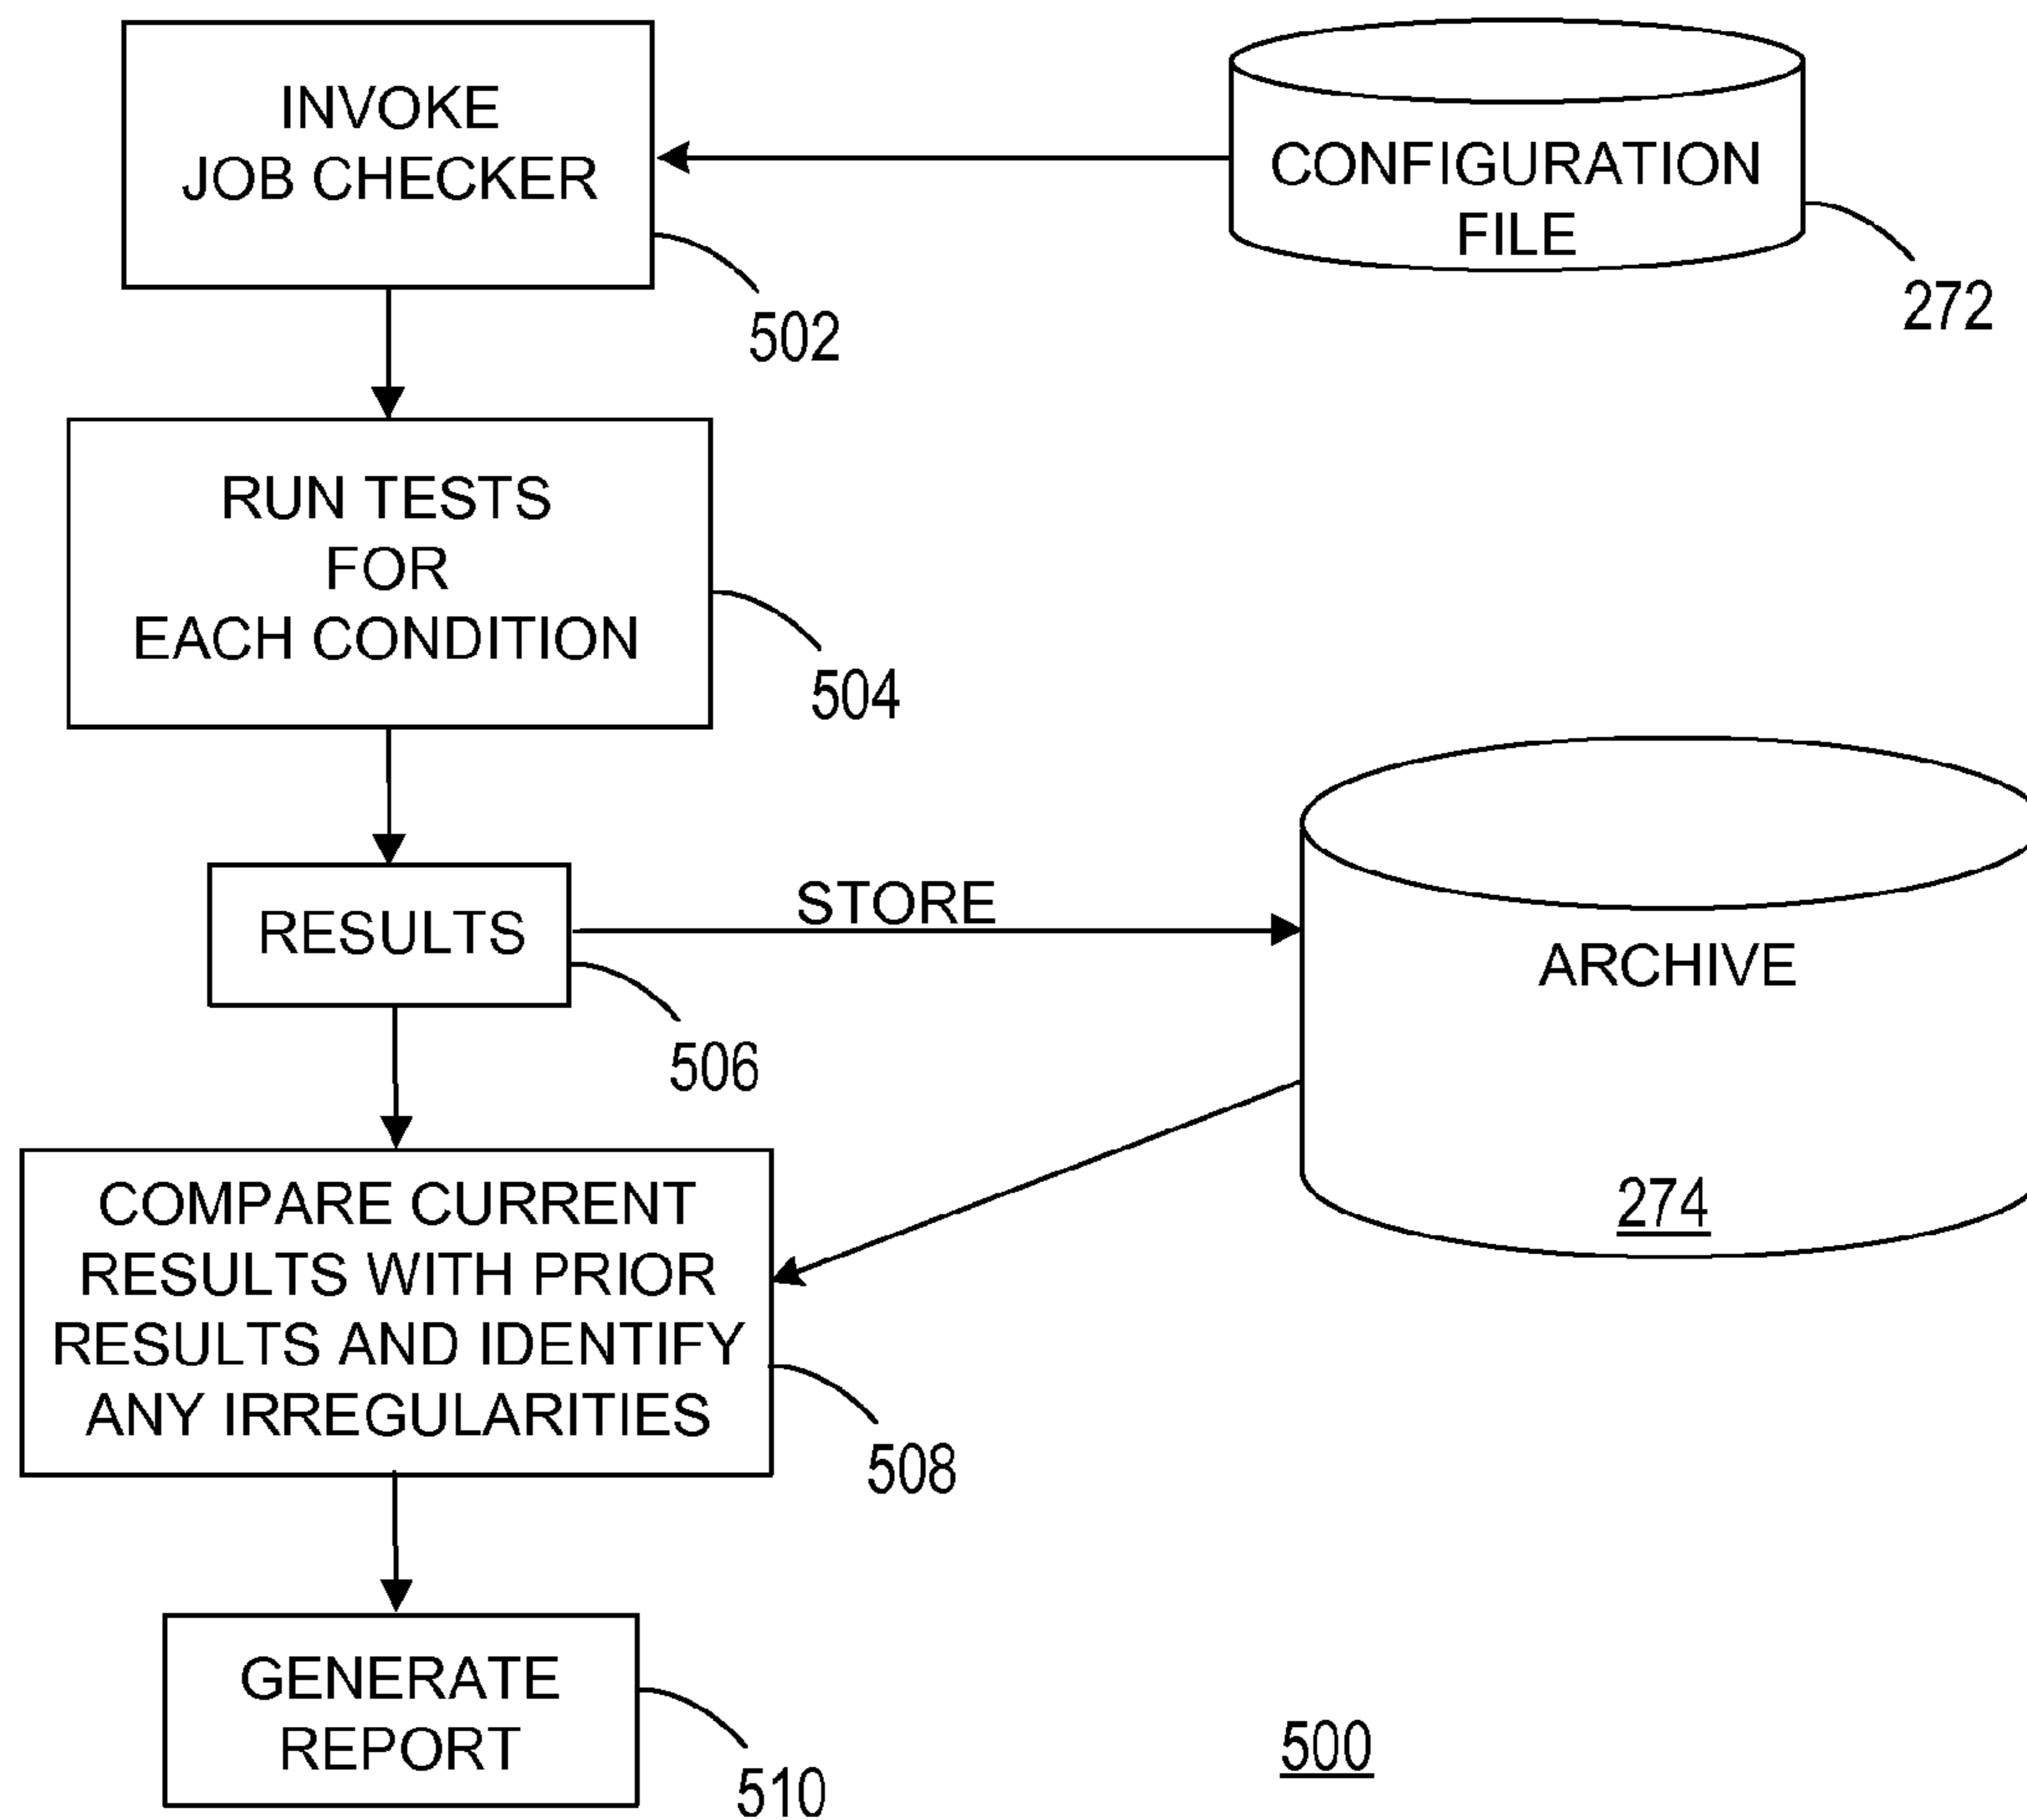 INVOKE
JOB CHECKER
502
CONFIGURATION
FILE
272
RUN TESTS
FOR
EACH CONDITION
504
RESULTS
506
STORE
ARCHIVE
274
COMPARE CURRENT
RESULTS WITH PRIOR
RESULTS AND IDENTIFY
ANY IRREGULARITIES
508
GENERATE
REPORT
510
500